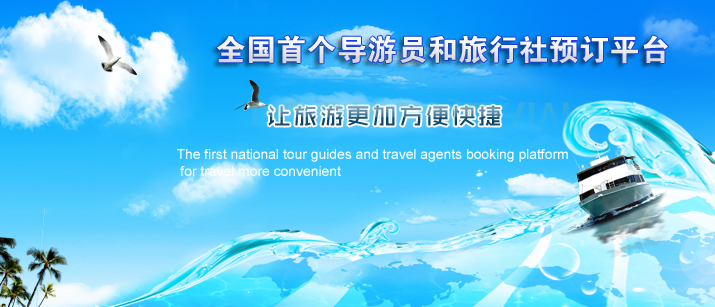 全国首个导游员和旅行社预订平台
让旅游更加方便快捷
The first national tour guides and travel agents booking platform
for travel more convenient